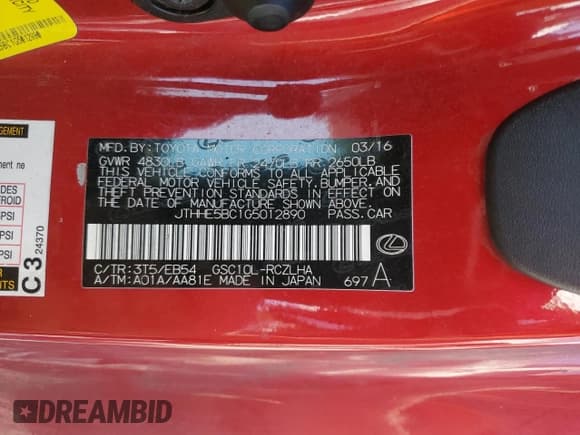 MFD. BY: TOYOTA MOTOR CORPORATION 03/16
GVWR 4830LB GAWR FR 2470LB RR 2650LB
THIS VEHICLE CONFORMS TO ALL APPLICABLE
FEDERAL MOTOR VEHICLE SAFETY, BUMPER, AND
THEFT PREVENTION STANDARDS IN EFFECT ON
THE DATE OF MANUFACTURE SHOWN ABOVE.
JTHHE5BC1G5012890 PASS. CAR
C/TR: 3T5/EB54 GSC10L-RCZLHA
A/TM: A01A/AA81E MADE IN JAPAN 697 A
C 3 24370
DREAMBID